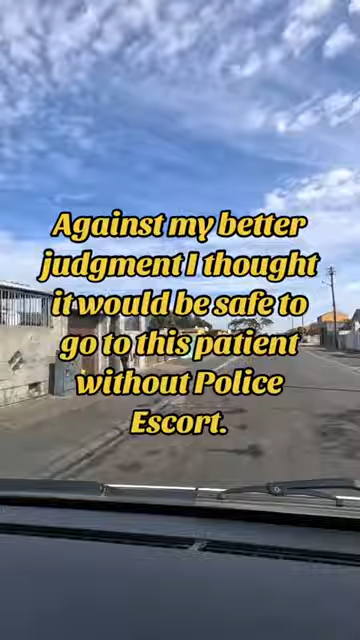 Against my better
judgment I thought
it would be safe to
go to this patient
without Police
Escort.